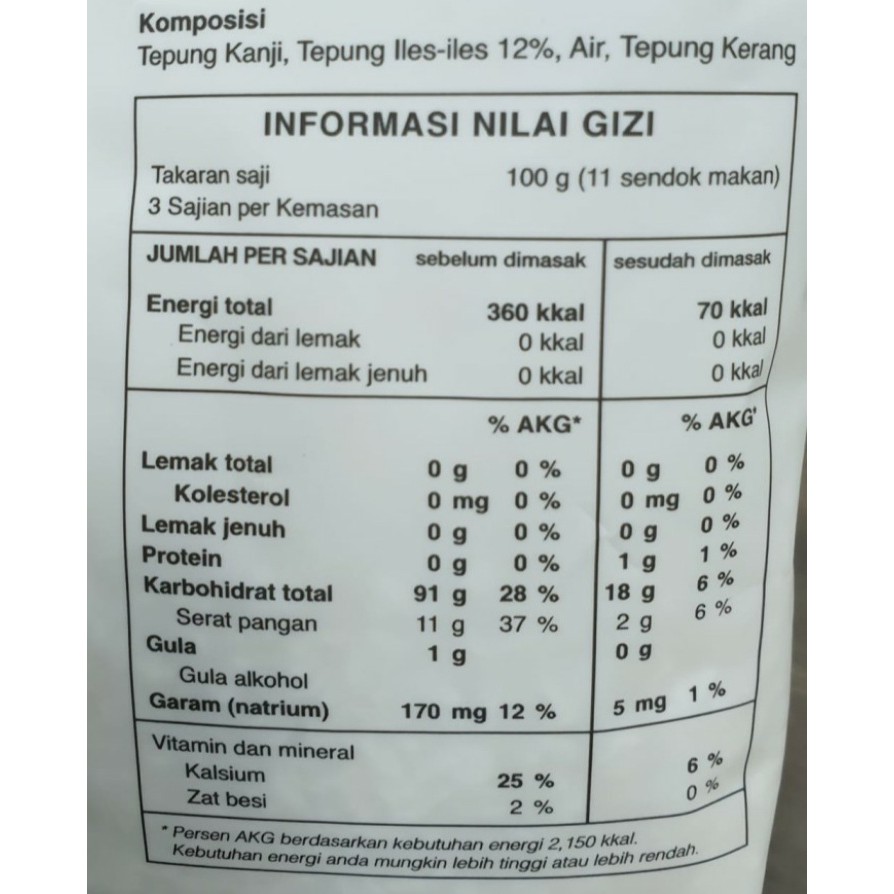 Komposisi
Tepung Kanji, Tepung Iles-iles 12%, Air, Tepung Kerang
INFORMASI NILAI GIZI
Takaran saji 100 g (11 sendok makan)
3 Sajian per Kemasan
JUMLAH PER SAJIAN sebelum dimasak sesudah dimasak
Energi total 360 kkal 70 kkal
Energi dari lemak 0 kkal 0 kkal
Energi dari lemak jenuh 0 kkal 0 kkal
% AKG* % AKG*
Lemak total 0 g 0 % 0 g 0 %
Kolesterol 0 mg 0 % 0 mg 0 %
Lemak jenuh 0 g 0 % 0 g 0 %
Protein 0 g 0 % 1 g 1 %
Karbohidrat total 91 g 28 % 18 g 6 %
Serat pangan 11 g 37 % 2 g 6 %
Gula 1 g 0 g
Gula alkohol
Garam (natrium) 170 mg 12 % 5 mg 1 %
Vitamin dan mineral
Kalsium 25 % 6 %
Zat besi 2 % 0 %
* Persen AKG berdasarkan kebutuhan energi 2,150 kkal.
Kebutuhan energi anda mungkin lebih tinggi atau lebih rendah.